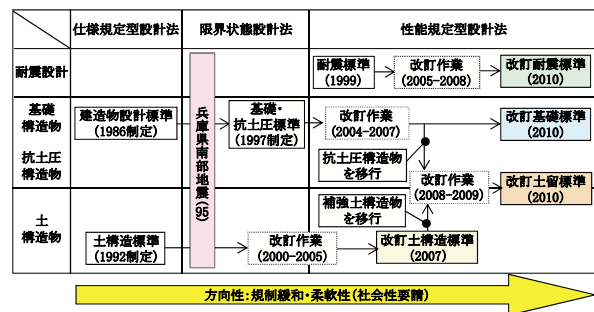 仕様規定型設計法
限界状態設計法
性能規定型設計法
耐震設計
耐震標準
(1999)
改訂作業
(2005-2008)
改訂耐震標準
(2010)
基礎
構造物
抗土圧
構造物
建造物設計標準
(1986制定)
兵庫県南部地震('95)
基礎・
抗土圧標準
(1997制定)
改訂作業
(2004-2007)
改訂基礎標準
(2010)
抗土圧構造物
を移行
改訂作業
(2008-2009)
改訂土留標準
(2010)
土
構造物
補強土構造物
を移行
土構造標準
(1992制定)
改訂作業
(2000-2005)
改訂土構造標準
(2007)
方向性:規制緩和・柔軟性(社会性要請)